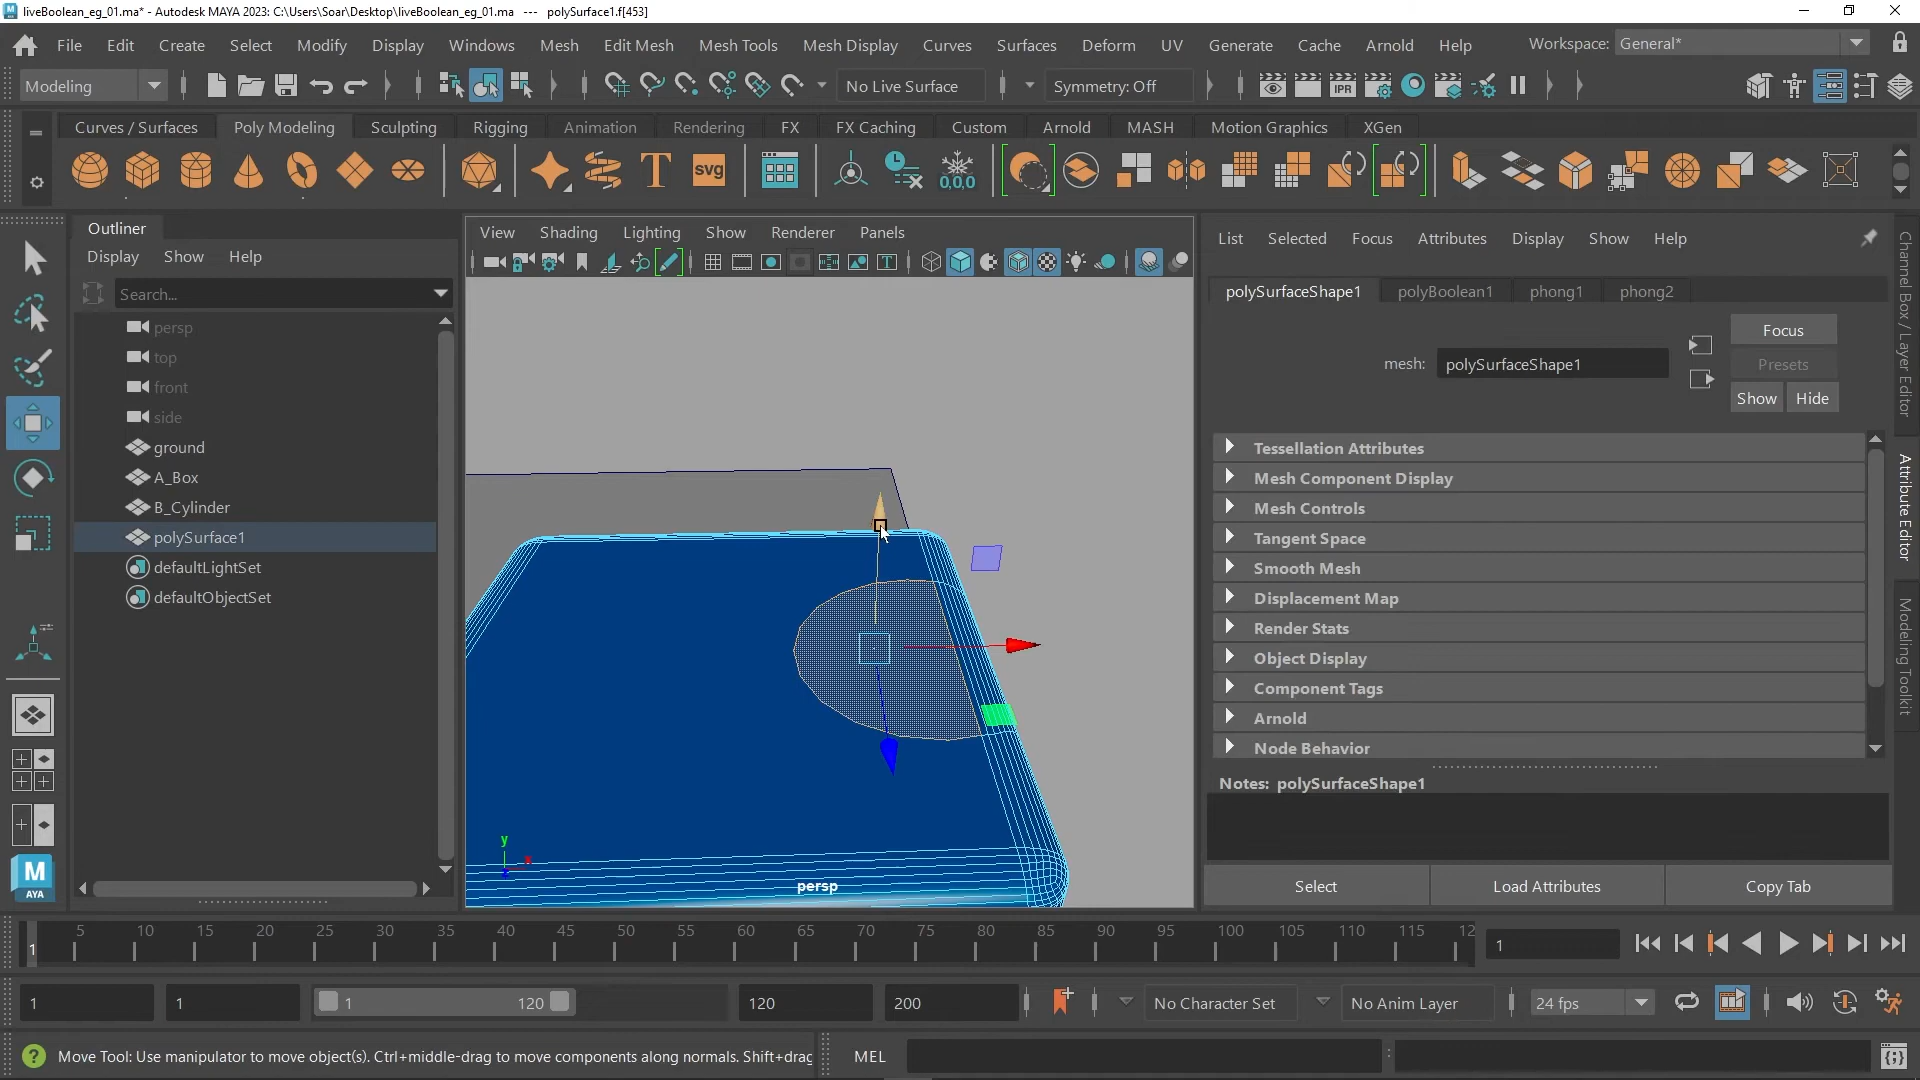 liveBoolean_eg_01.ma* - Autodesk MAYA 2023: C:\Users\Soar\Desktop\liveBoolean_eg_01.ma --- polySurface1.f[453]
File Edit Create Select Modify Display Windows Mesh Edit Mesh Mesh Tools Mesh Display Curves Surfaces Deform UV Generate Cache Arnold Help Workspace: General*
Modeling No Live Surface Symmetry: Off IPR
Curves / Surfaces Poly Modeling Sculpting Rigging Animation Rendering FX FX Caching Custom Arnold MASH Motion Graphics XGen
T svg 0,0,0
Outliner
Display Show Help
Search...
persp
top
front
side
ground
A_Box
B_Cylinder
polySurface1
defaultLightSet
defaultObjectSet
M
AYA
View Shading Lighting Show Renderer Panels
y
x
z
persp
List Selected Focus Attributes Display Show Help
polySurfaceShape1 polyBoolean1 phong1 phong2
mesh: polySurfaceShape1
Focus
Presets
Show Hide
Tessellation Attributes
Mesh Component Display
Mesh Controls
Tangent Space
Smooth Mesh
Displacement Map
Render Stats
Object Display
Component Tags
Arnold
Node Behavior
Notes: polySurfaceShape1
Select Load Attributes Copy Tab
Channel Box / Layer Editor
Attribute Editor
Modeling Toolkit
1 5 10 15 20 25 30 35 40 45 50 55 60 65 70 75 80 85 90 95 100 105 110 115 12 1
1 1 1 120 120 200 No Character Set No Anim Layer 24 fps
Move Tool: Use manipulator to move object(s). Ctrl+middle-drag to move components along normals. Shift+drag MEL